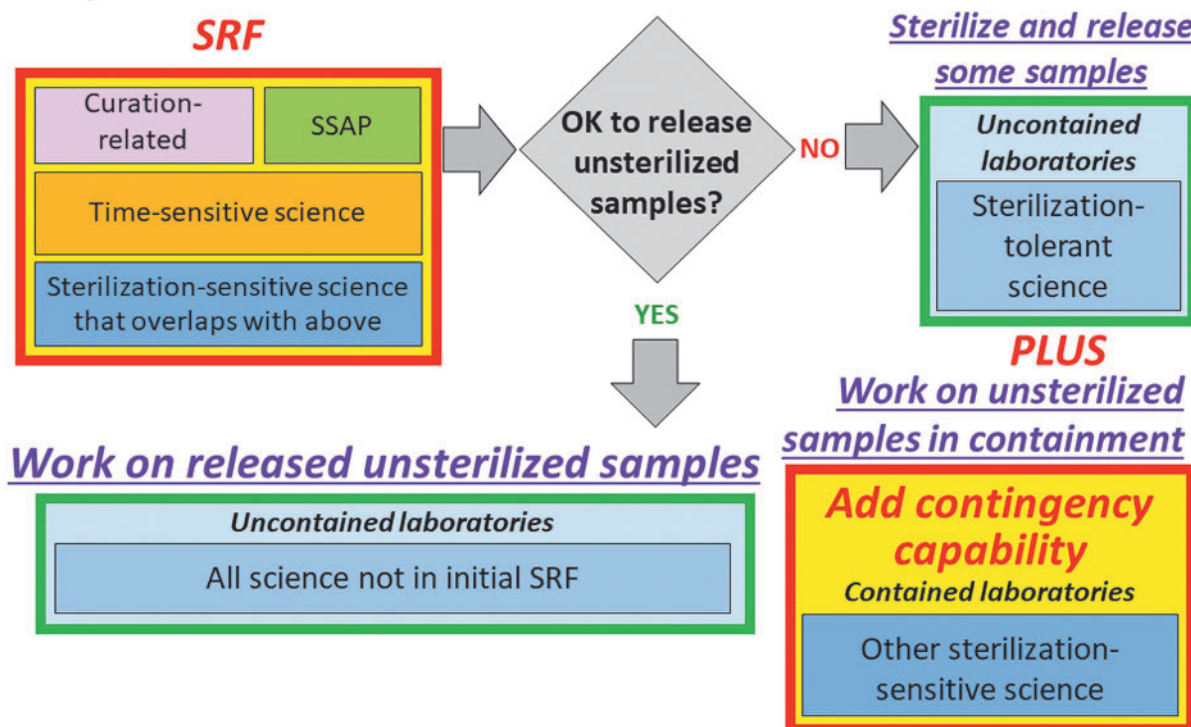 SRF
Curation-
related
SSAP
Time-sensitive science
Sterilization-sensitive science
that overlaps with above
OK to release
unsterilized
samples?
NO
YES
Sterilize and release
some samples
Uncontained
laboratories
Sterilization-
tolerant
science
PLUS
Work on unsterilized
samples in containment
Add contingency
capability
Contained laboratories
Other sterilization-
sensitive science
Work on released unsterilized samples
Uncontained laboratories
All science not in initial SRF